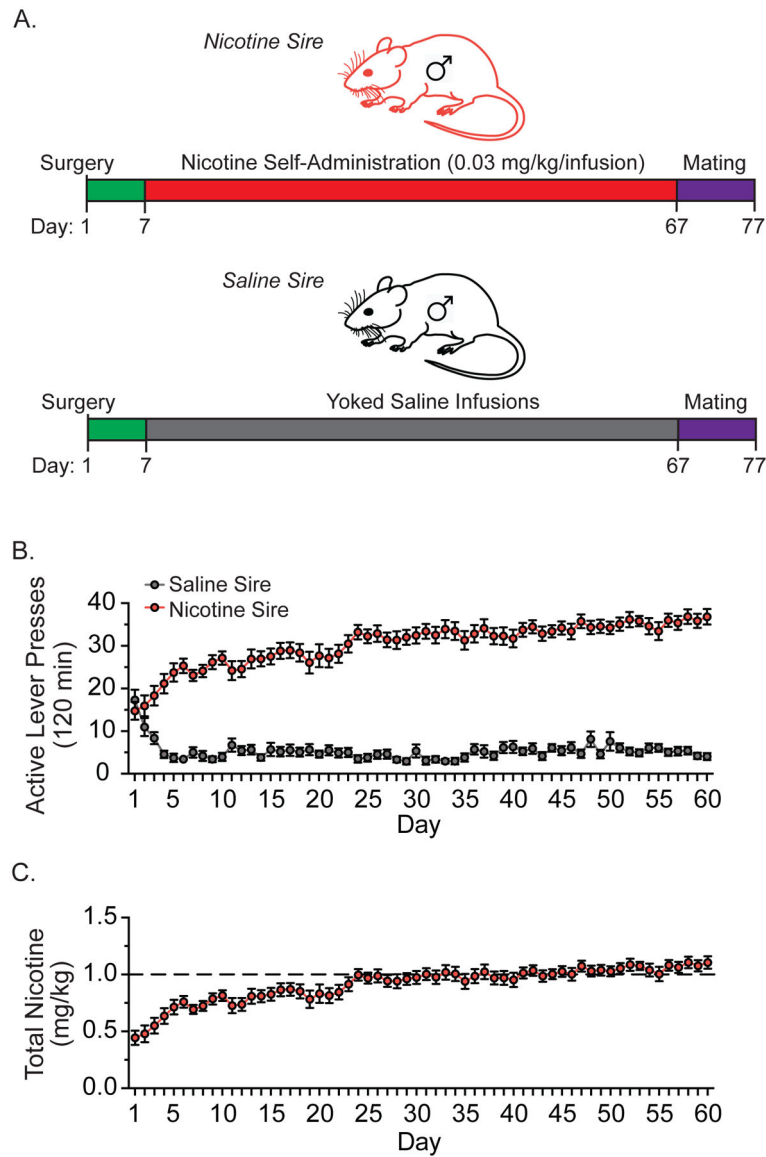 A.
Nicotine Sire
♂
Surgery Nicotine Self-Administration (0.03 mg/kg/infusion) Mating
Day: 1 7 67 77
Saline Sire
♂
Surgery Yoked Saline Infusions Mating
Day: 1 7 67 77
B.
Saline Sire
Nicotine Sire
Active Lever Presses
(120 min)
40
30
20
10
0
1 5 10 15 20 25 30 35 40 45 50 55 60
Day
C.
Total Nicotine
(mg/kg)
1.5
1.0
0.5
0.0
1 5 10 15 20 25 30 35 40 45 50 55 60
Day